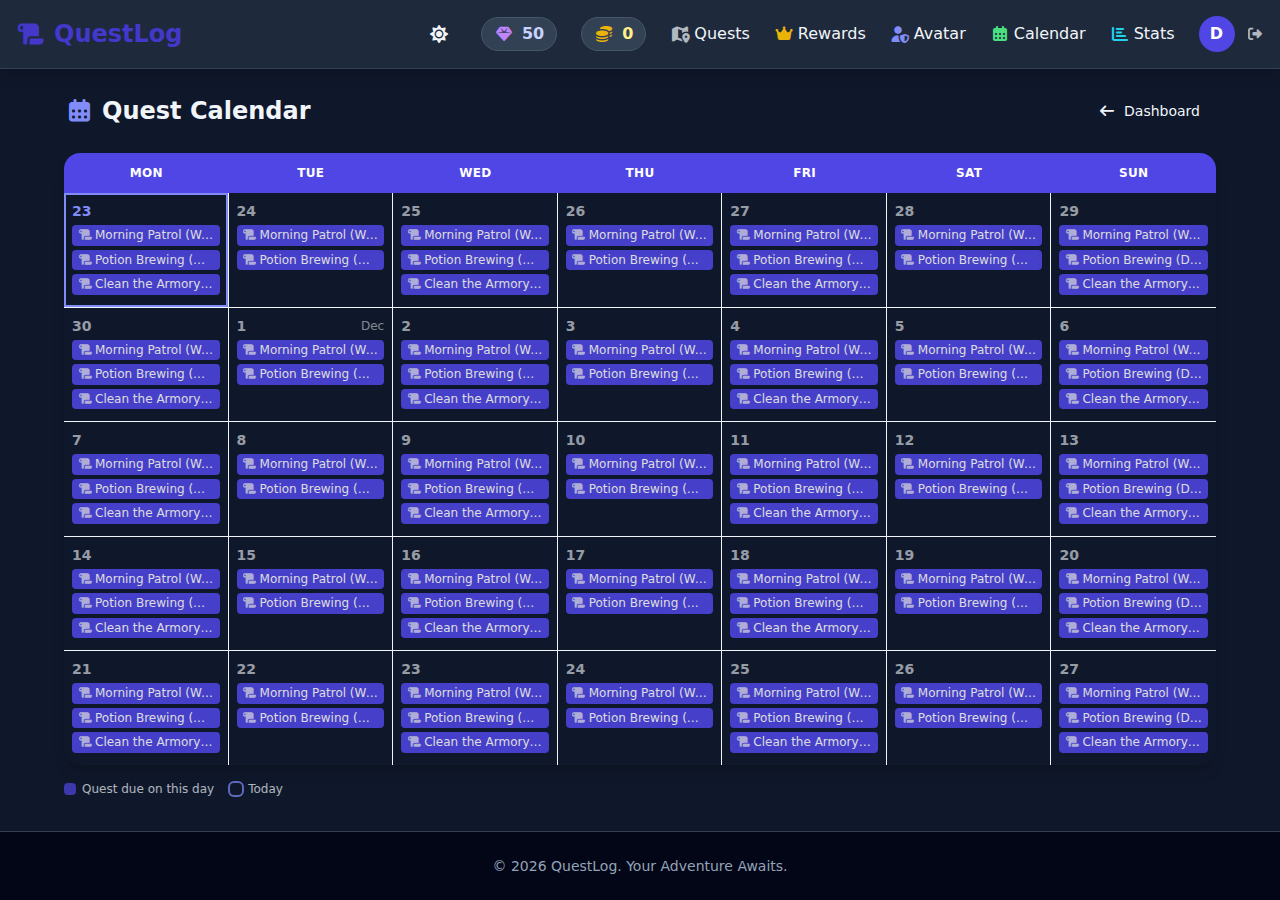 QuestLog
50
0
Quests
Rewards
Avatar
Calendar
Stats
D
Quest Calendar
Dashboard
MON TUE WED THU FRI SAT SUN
23 24 25 26 27 28 29
Morning Patrol (W... Morning Patrol (W... Morning Patrol (W... Morning Patrol (W... Morning Patrol (W... Morning Patrol (W... Morning Patrol (W...
Potion Brewing (... Potion Brewing (... Potion Brewing (... Potion Brewing (... Potion Brewing (... Potion Brewing (... Potion Brewing (D...
Clean the Armory... Clean the Armory... Clean the Armory... Clean the Armory...
30 1 Dec 2 3 4 5 6
Morning Patrol (W... Morning Patrol (W... Morning Patrol (W... Morning Patrol (W... Morning Patrol (W... Morning Patrol (W... Morning Patrol (W...
Potion Brewing (... Potion Brewing (... Potion Brewing (... Potion Brewing (... Potion Brewing (... Potion Brewing (... Potion Brewing (D...
Clean the Armory... Clean the Armory... Clean the Armory... Clean the Armory...
7 8 9 10 11 12 13
Morning Patrol (W... Morning Patrol (W... Morning Patrol (W... Morning Patrol (W... Morning Patrol (W... Morning Patrol (W... Morning Patrol (W...
Potion Brewing (... Potion Brewing (... Potion Brewing (... Potion Brewing (... Potion Brewing (... Potion Brewing (... Potion Brewing (D...
Clean the Armory... Clean the Armory... Clean the Armory... Clean the Armory...
14 15 16 17 18 19 20
Morning Patrol (W... Morning Patrol (W... Morning Patrol (W... Morning Patrol (W... Morning Patrol (W... Morning Patrol (W... Morning Patrol (W...
Potion Brewing (... Potion Brewing (... Potion Brewing (... Potion Brewing (... Potion Brewing (... Potion Brewing (... Potion Brewing (D...
Clean the Armory... Clean the Armory... Clean the Armory... Clean the Armory...
21 22 23 24 25 26 27
Morning Patrol (W... Morning Patrol (W... Morning Patrol (W... Morning Patrol (W... Morning Patrol (W... Morning Patrol (W... Morning Patrol (W...
Potion Brewing (... Potion Brewing (... Potion Brewing (... Potion Brewing (... Potion Brewing (... Potion Brewing (... Potion Brewing (D...
Clean the Armory... Clean the Armory... Clean the Armory... Clean the Armory...
Quest due on this day Today
© 2026 QuestLog. Your Adventure Awaits.